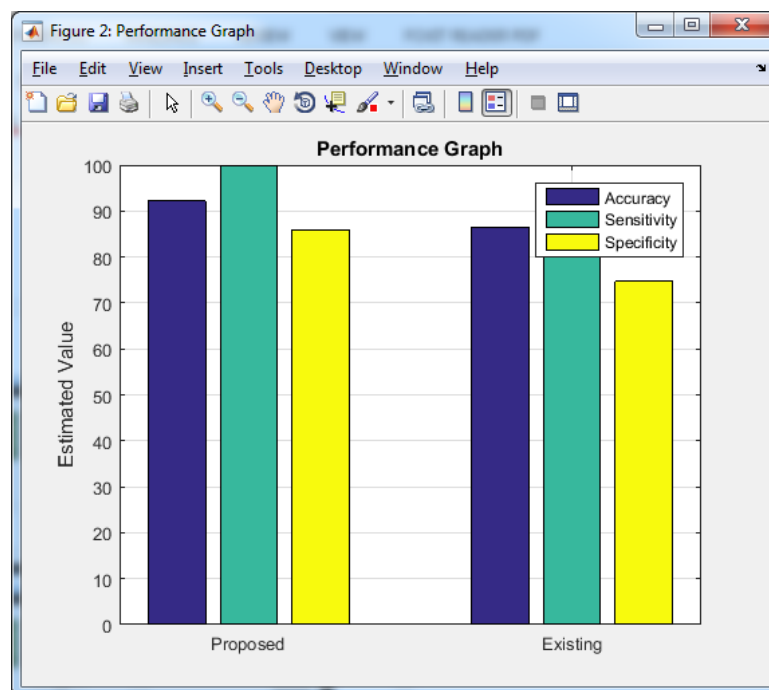 Figure 2: Performance Graph
File Edit View Insert Tools Desktop Window Help
Performance Graph
100
90
80
70
60
50
40
30
20
10
0
Estimated Value
Accuracy
Sensitivity
Specificity
Proposed Existing